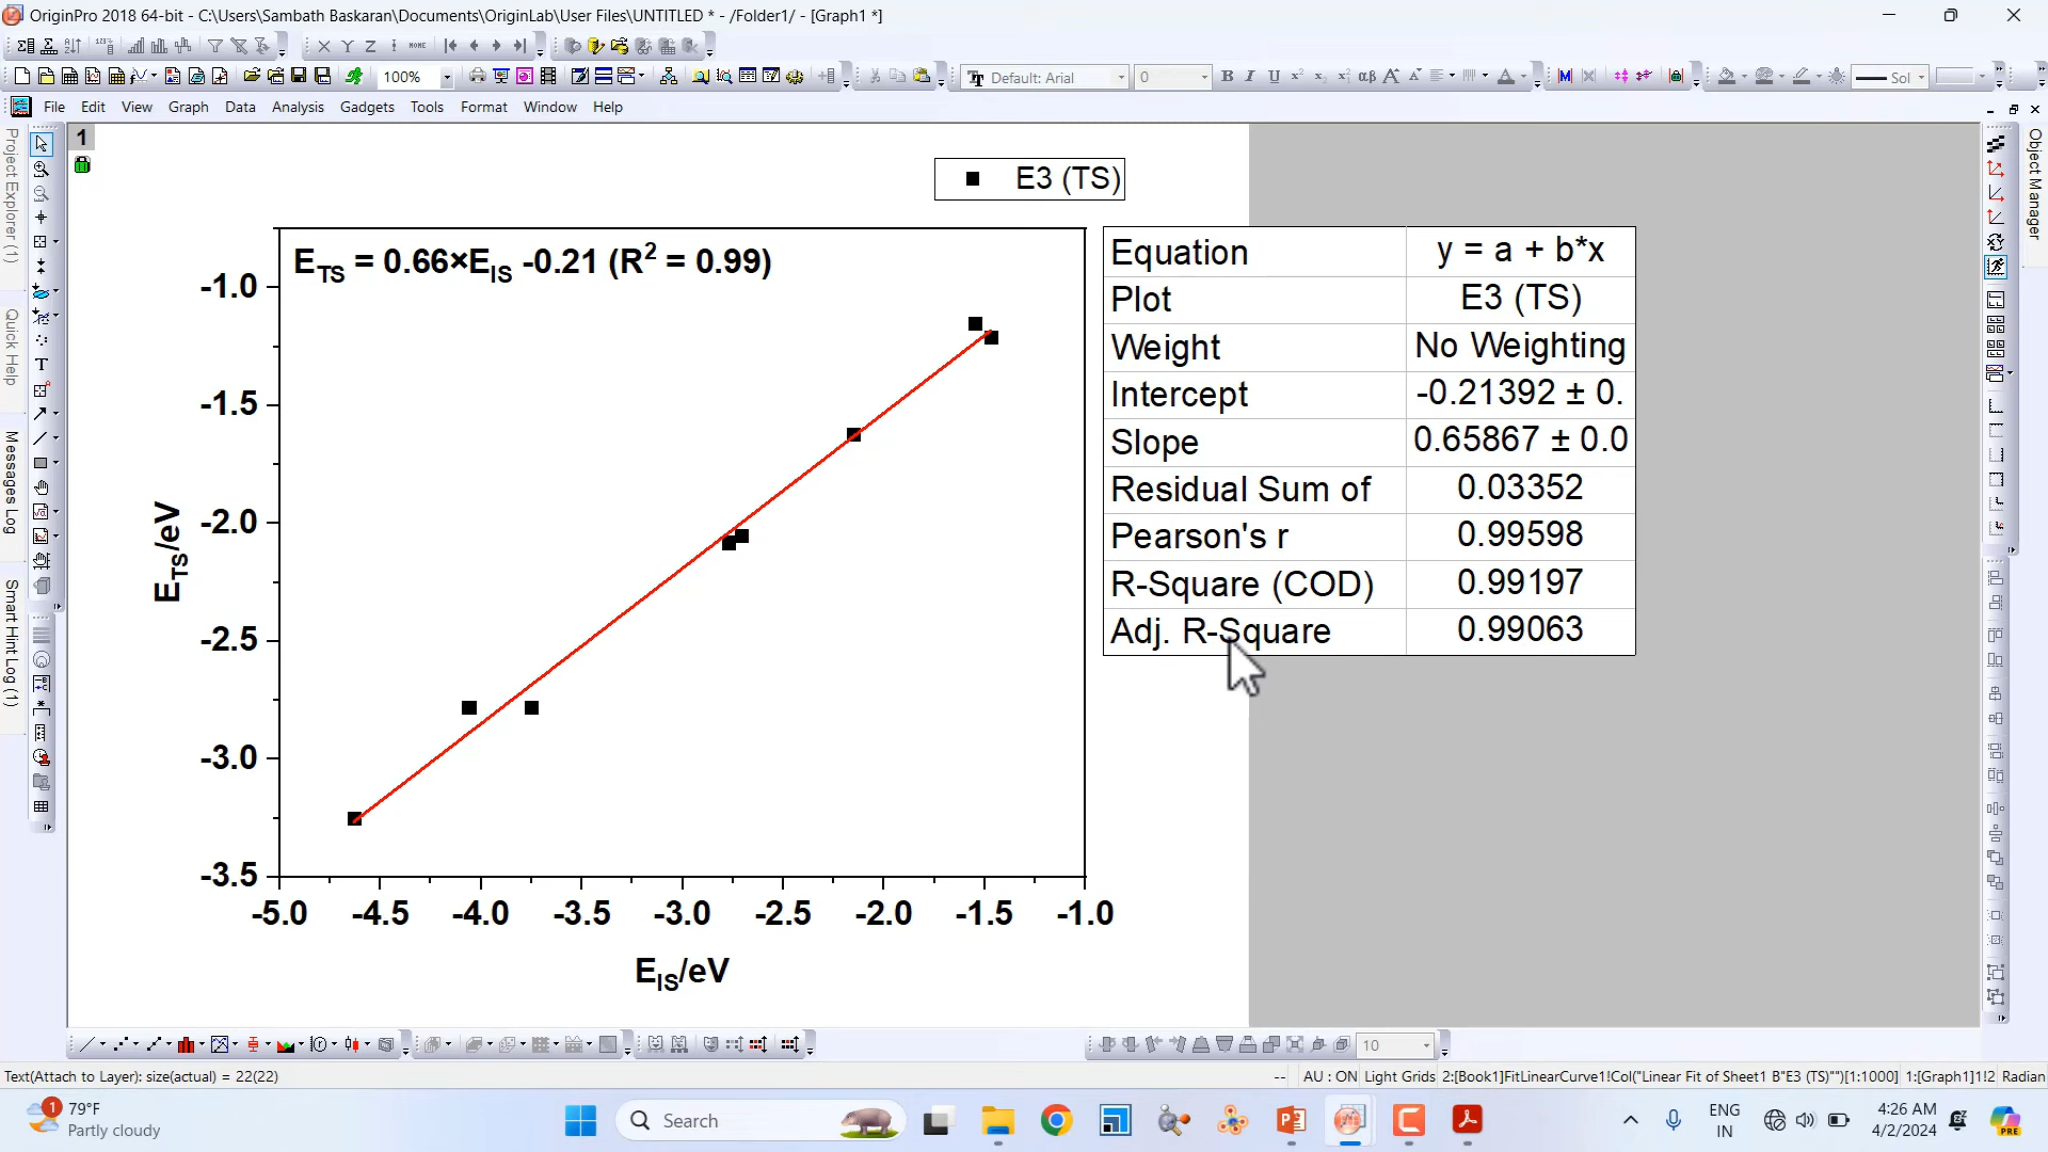 OriginPro 2018 64-bit - C:\Users\Sambath Baskaran\Documents\OriginLab\User Files\UNTITLED * - /Folder1/ - [Graph1 *]
X Y Z
HOME
100%
Default: Arial
0
B I U
αβ A A
Sol
File Edit View Graph Data Analysis Gadgets Tools Format Window Help
Project Explorer (1)
Quick Help
Messages Log
Smart Hint Log (1)
Object Manager
1
E3 (TS)
E_TS = 0.66×E_IS -0.21 (R² = 0.99)
-1.0
-1.5
-2.0
-2.5
-3.0
-3.5
E_TS/eV
-5.0 -4.5 -4.0 -3.5 -3.0 -2.5 -2.0 -1.5 -1.0
E_IS/eV
Equation y = a + b*x
Plot E3 (TS)
Weight No Weighting
Intercept -0.21392 ± 0.
Slope 0.65867 ± 0.0
Residual Sum of 0.03352
Pearson's r 0.99598
R-Square (COD) 0.99197
Adj. R-Square 0.99063
10
Text(Attach to Layer): size(actual) = 22(22)
-- AU : ON Light Grids 2:[Book1]FitLinearCurve1!Col("Linear Fit of Sheet1 B"E3 (TS)"")[1:1000] 1:[Graph1]1!2 Radian
1
79°F
Partly cloudy
Search
ENG
IN
4:26 AM
4/2/2024
PRE